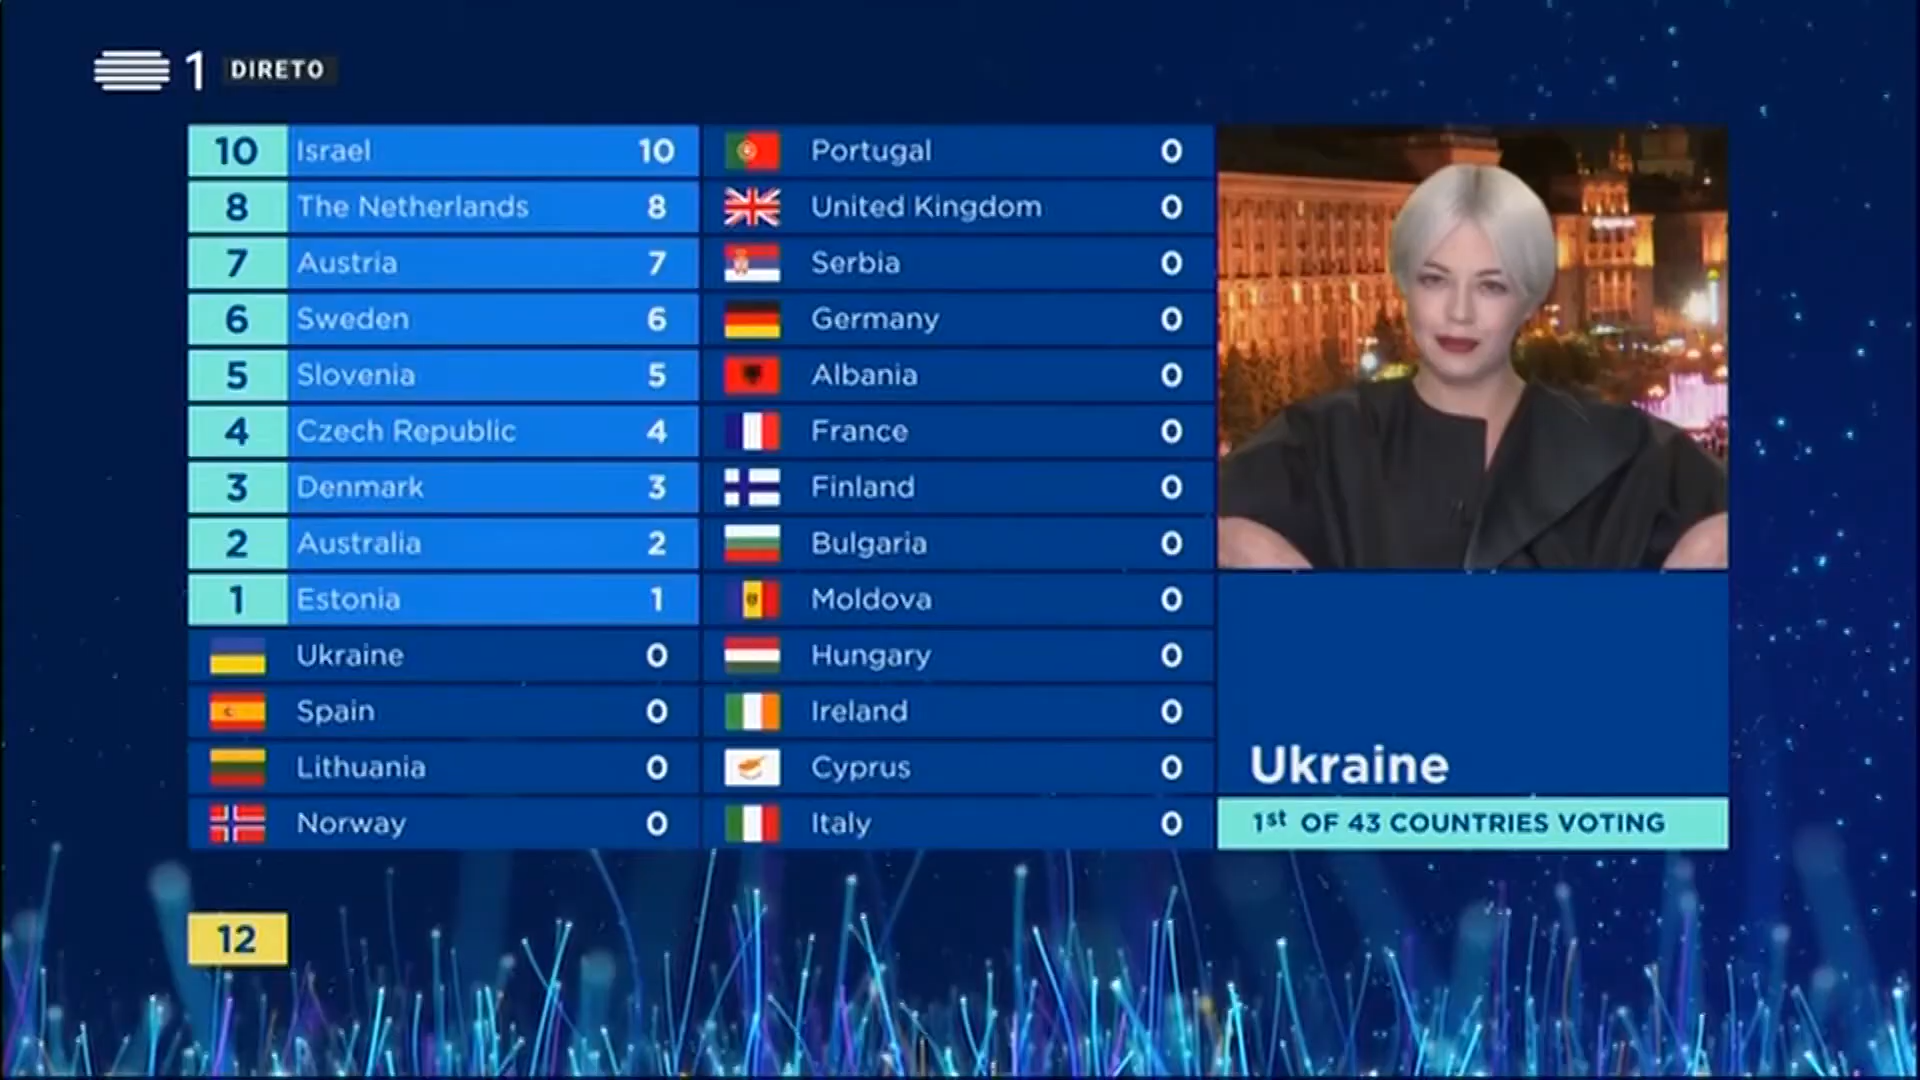 1 DIRETO
10 Israel 10
8 The Netherlands 8
7 Austria 7
6 Sweden 6
5 Slovenia 5
4 Czech Republic 4
3 Denmark 3
2 Australia 2
1 Estonia 1
Ukraine 0
Spain 0
Lithuania 0
Norway 0
Portugal 0
United Kingdom 0
Serbia 0
Germany 0
Albania 0
France 0
Finland 0
Bulgaria 0
Moldova 0
Hungary 0
Ireland 0
Cyprus 0
Italy 0
Ukraine
1st OF 43 COUNTRIES VOTING
12